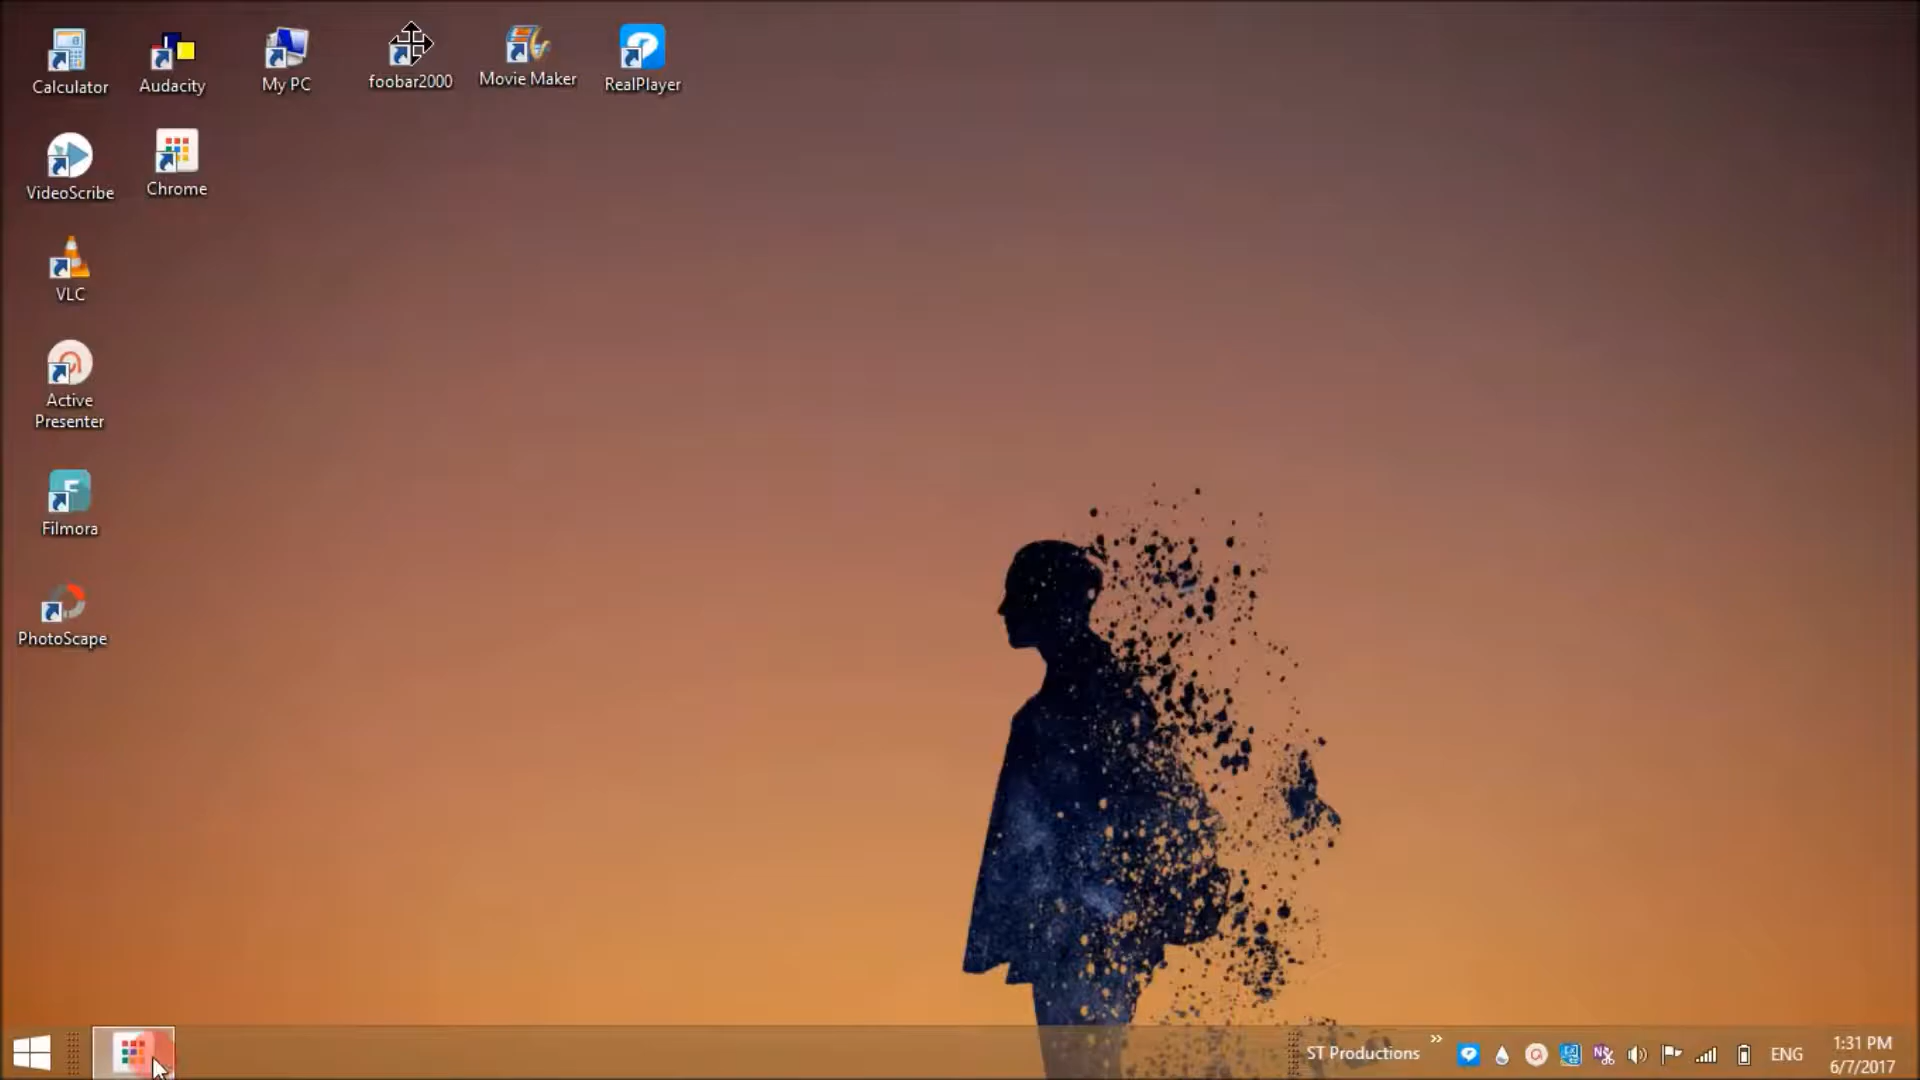 Calculator
Audacity
My PC
foobar2000
Movie Maker
RealPlayer
VideoScribe
Chrome
VLC
Active
Presenter
Filmora
PhotoScape
ST Productions
ENG
1:31 PM
6/7/2017